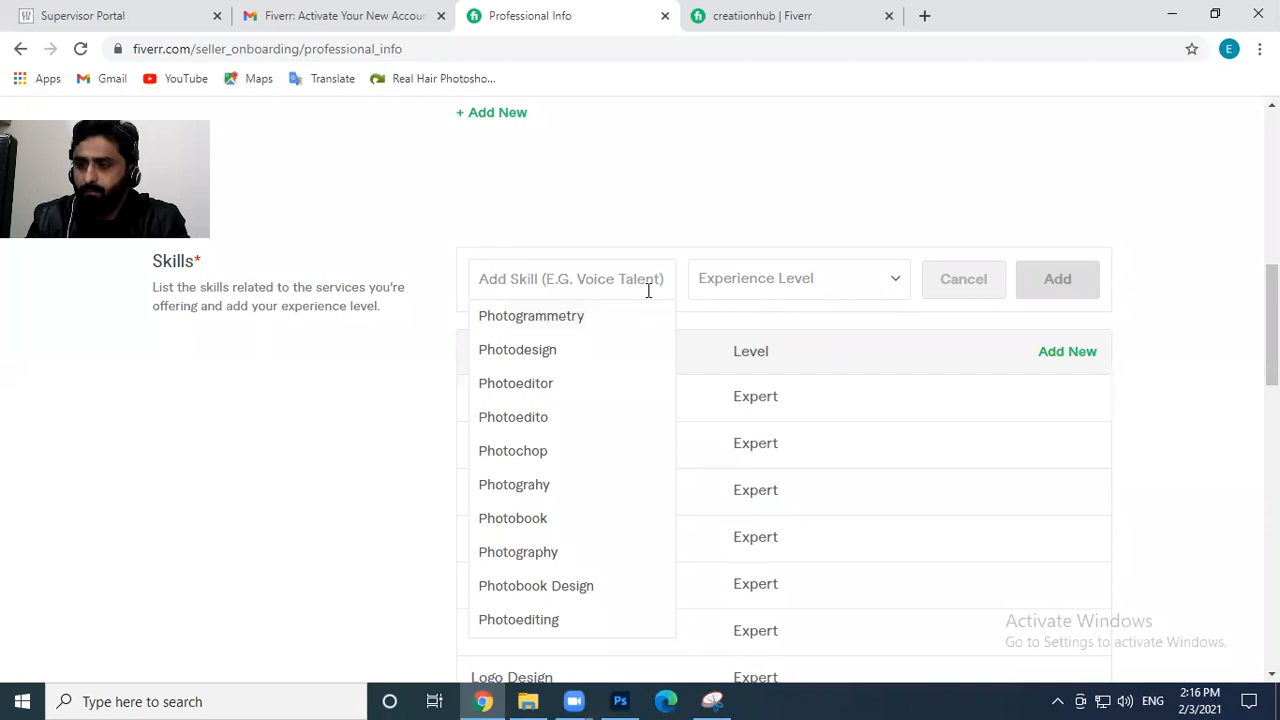 Supervisor Portal
Fiverr: Activate Your New Accou
Professional Info
creatiionhub | Fiverr
fiverr.com/seller_onboarding/professional_info
E
Apps
Gmail
YouTube
Maps
Translate
Real Hair Photosho...
+ Add New
Skills*
List the skills related to the services you're
offering and add your experience level.
Add Skill (E.G. Voice Talent)
Experience Level
Cancel
Add
Photogrammetry
Photodesign
Level
Add New
Photoeditor
Expert
Photoedito
Photochop
Expert
Photograhy
Expert
Photobook
Expert
Photography
Photobook Design
Expert
Photoediting
Expert
Logo Design
Expert
Activate Windows
Go to Settings to activate Windows.
Type here to search
Ps
ENG
2:16 PM
2/3/2021